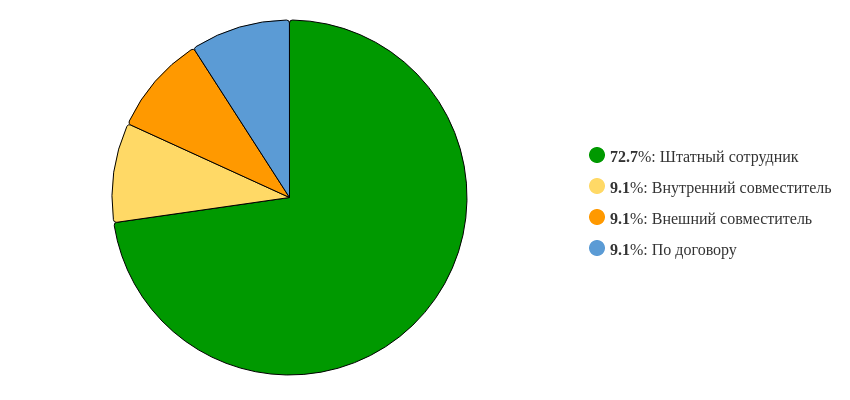 72.7%: Штатный сотрудник
9.1%: Внутренний совместитель
9.1%: Внешний совместитель
9.1%: По договору